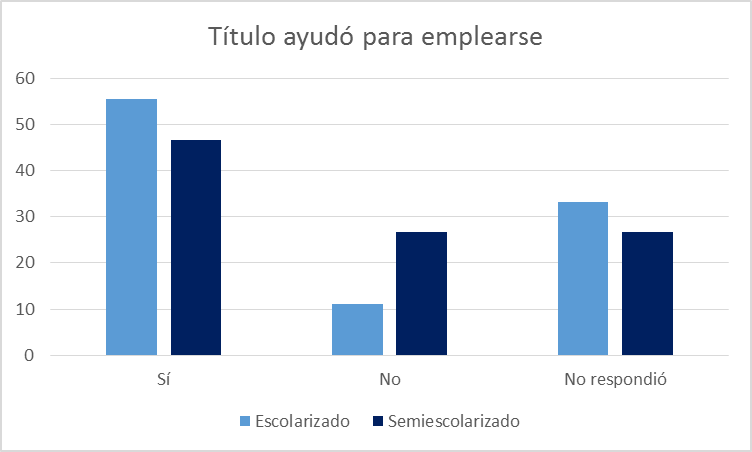 Título ayudó para emplearse
60
50
40
30
20
10
0
Sí No No respondió
Escolarizado Semiescolarizado